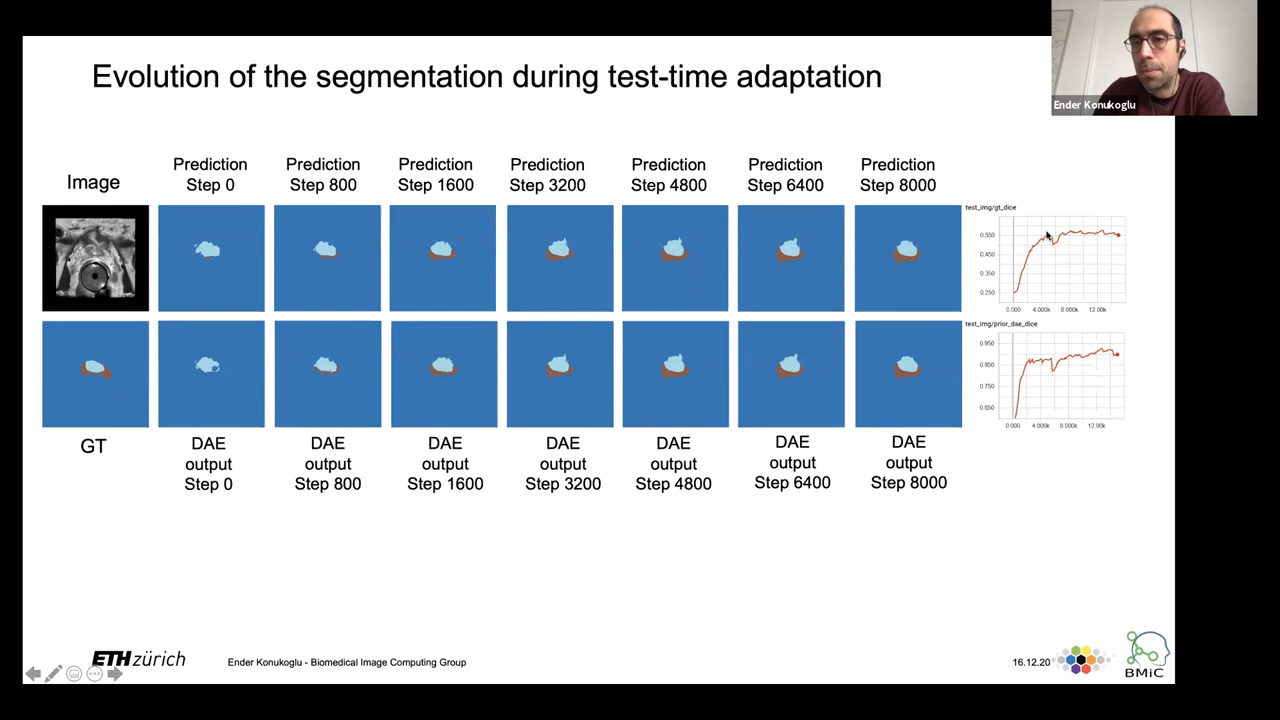 Evolution of the segmentation during test-time adaptation
Ender Konukoglu
Image
Prediction
Step 0
Prediction
Step 800
Prediction
Step 1600
Prediction
Step 3200
Prediction
Step 4800
Prediction
Step 6400
Prediction
Step 8000
test_img/gt_dice
0.550
0.450
0.350
0.250
0.000 4.000k 8.000k 12.00k
test_img/prior_dae_dice
0.950
0.850
0.750
0.650
0.000 4.000k 8.000k 12.00k
GT
DAE
output
Step 0
DAE
output
Step 800
DAE
output
Step 1600
DAE
output
Step 3200
DAE
output
Step 4800
DAE
output
Step 6400
DAE
output
Step 8000
ETH zürich
Ender Konukoglu - Biomedical Image Computing Group
16.12.20
BMiC